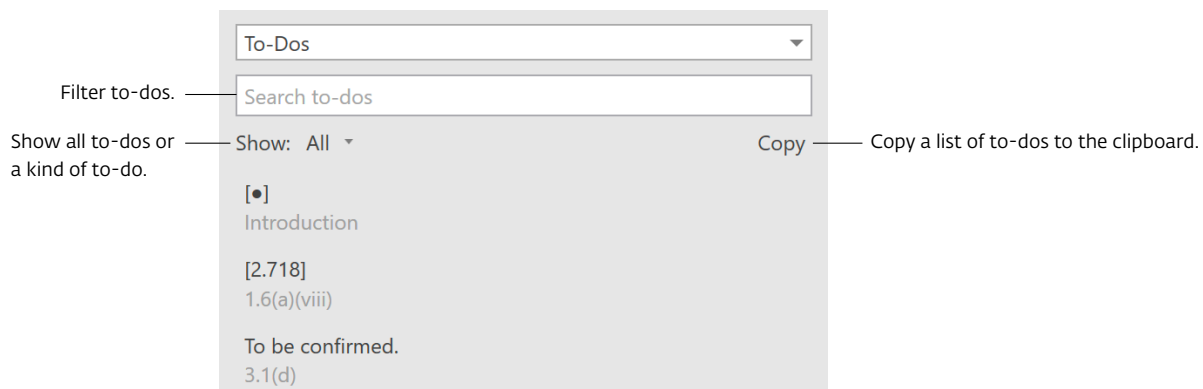 To-Dos
Filter to-dos.
Search to-dos
Show all to-dos or
a kind of to-do.
Show: All
Copy
Copy a list of to-dos to the clipboard.
[●]
Introduction
[2.718]
1.6(a)(viii)
To be confirmed.
3.1(d)